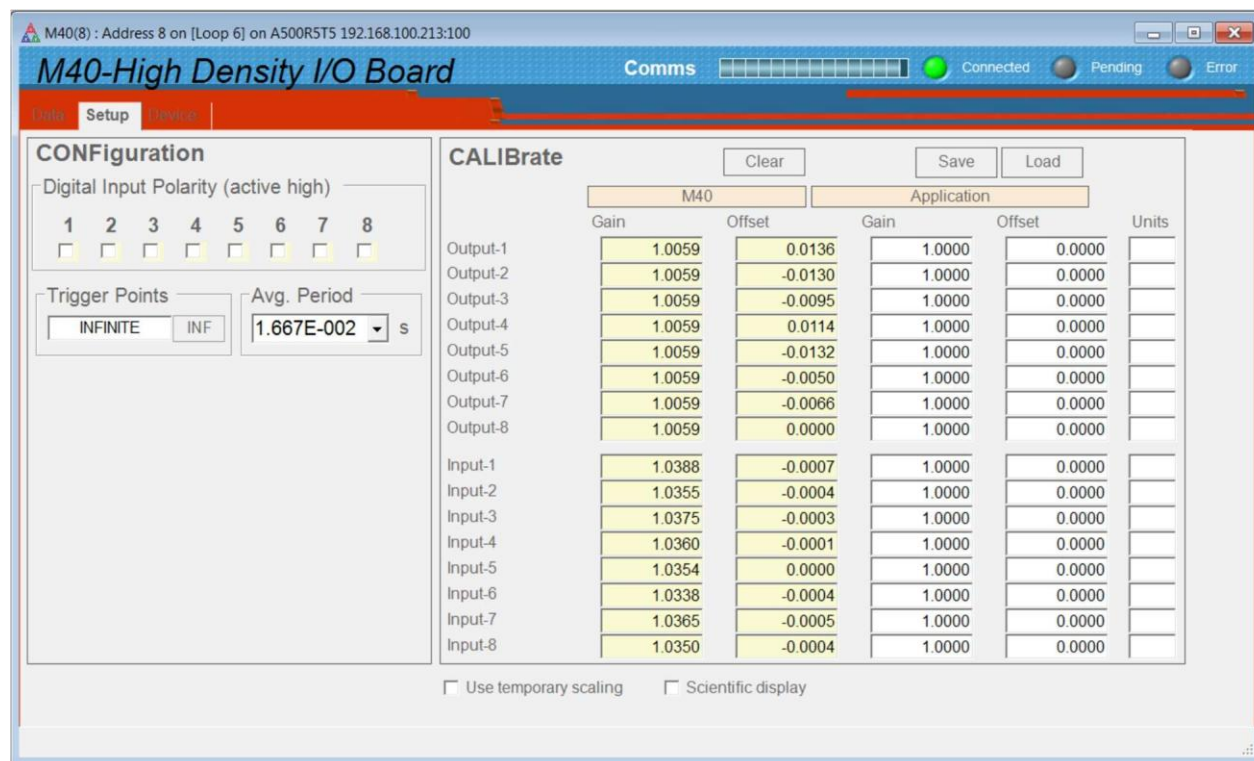 M40(8) : Address 8 on [Loop 6] on A500R5T5 192.168.100.213:100
M40-High Density I/O Board
Comms Connected Pending Error
Data Setup Device
CONFiguration
Digital Input Polarity (active high)
1 2 3 4 5 6 7 8
Trigger Points Avg. Period
INFINITE INF 1.667E-002 s
CALIBrate Clear Save Load
M40 Application
Gain Offset Gain Offset Units
Output-1 1.0059 0.0136 1.0000 0.0000
Output-2 1.0059 -0.0130 1.0000 0.0000
Output-3 1.0059 -0.0095 1.0000 0.0000
Output-4 1.0059 0.0114 1.0000 0.0000
Output-5 1.0059 -0.0132 1.0000 0.0000
Output-6 1.0059 -0.0050 1.0000 0.0000
Output-7 1.0059 -0.0066 1.0000 0.0000
Output-8 1.0059 0.0000 1.0000 0.0000
Input-1 1.0388 -0.0007 1.0000 0.0000
Input-2 1.0355 -0.0004 1.0000 0.0000
Input-3 1.0375 -0.0003 1.0000 0.0000
Input-4 1.0360 -0.0001 1.0000 0.0000
Input-5 1.0354 0.0000 1.0000 0.0000
Input-6 1.0338 -0.0004 1.0000 0.0000
Input-7 1.0365 -0.0005 1.0000 0.0000
Input-8 1.0350 -0.0004 1.0000 0.0000
Use temporary scaling Scientific display